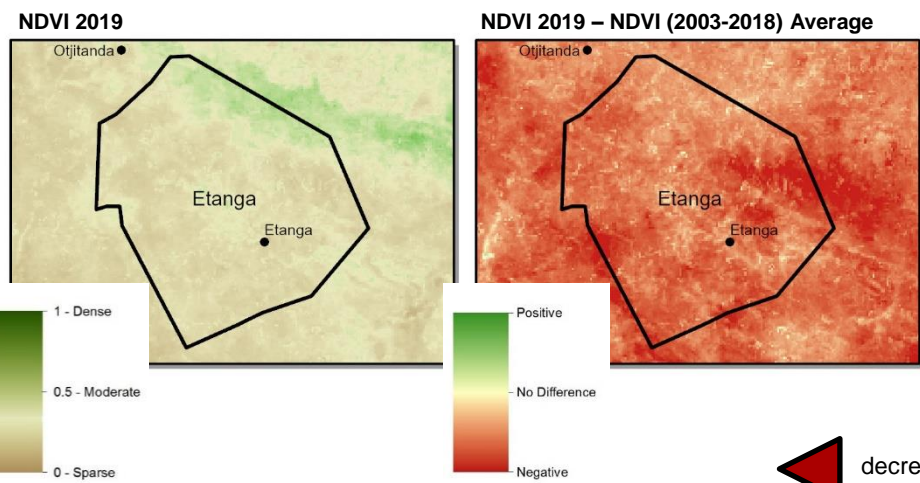 NDVI 2019
Otjitanda
Etanga
Etanga
1 - Dense
0.5 - Moderate
0 - Sparse
NDVI 2019 – NDVI (2003-2018) Average
Otjitanda
Etanga
Etanga
Positive
No Difference
Negative
decre